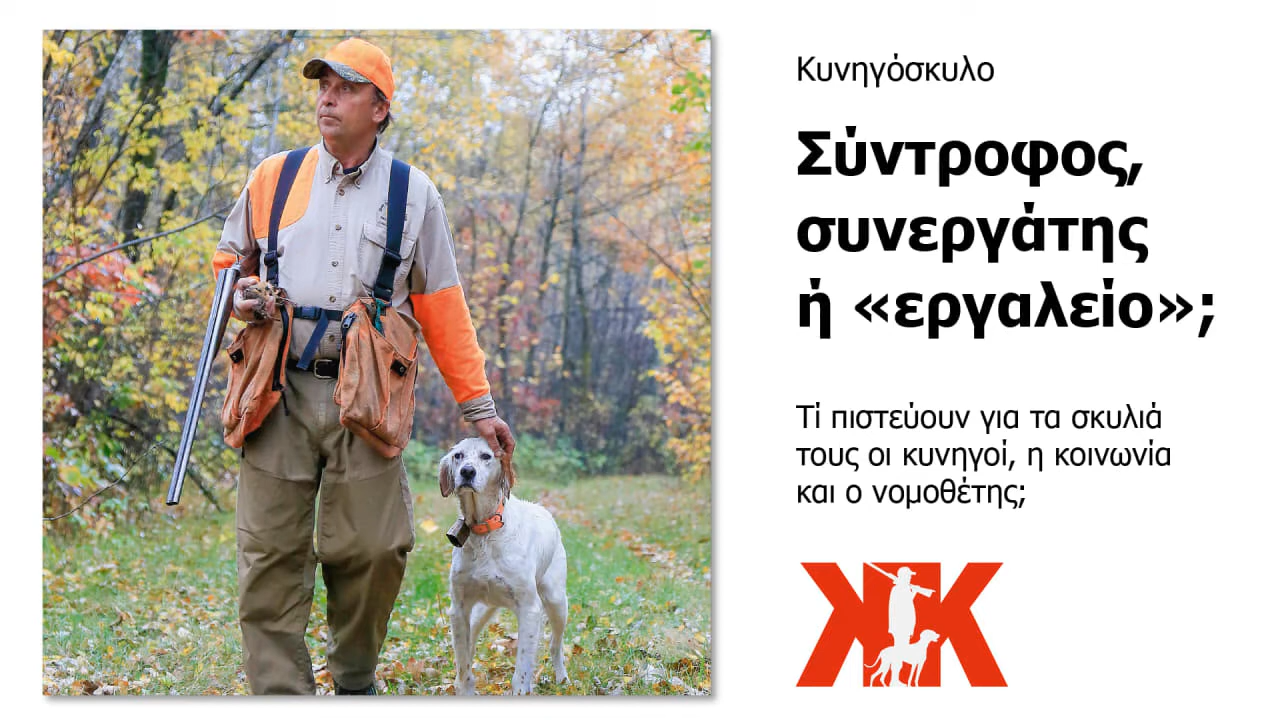 Κυνηγόσκυλο
Σύντροφος,
συνεργάτης
ή «εργαλείο»;
Τί πιστεύουν για τα σκυλιά
τους οι κυνηγοί, η κοινωνία
και ο νομοθέτης;
ΚΚ